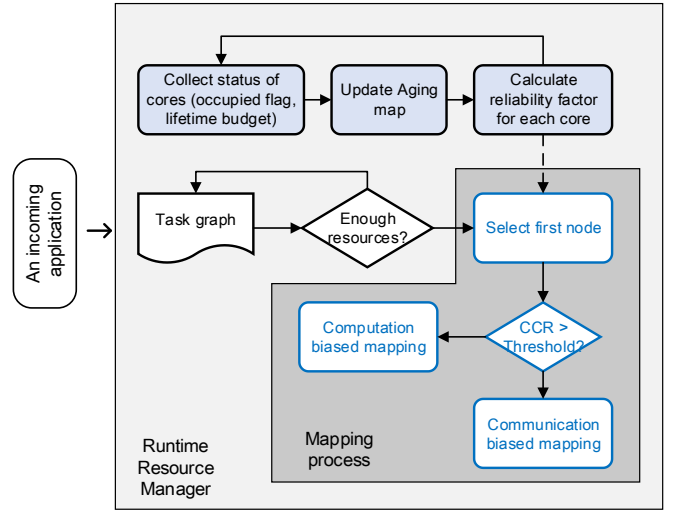 Collect status of
cores (occupied flag,
lifetime budget)
Update Aging
map
Calculate
reliability factor
for each core
An incoming
application
Task graph
Enough
resources?
Select first node
Computation
biased mapping
CCR >
Threshold?
Communication
biased mapping
Runtime
Resource
Manager
Mapping
process